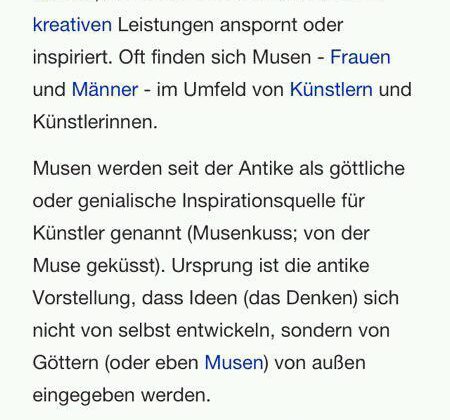 kreativen Leistungen anspornt oder
inspiriert. Oft finden sich Musen - Frauen
und Männer - im Umfeld von Künstlern und
Künstlerinnen.
Musen werden seit der Antike als göttliche
oder genialische Inspirationsquelle für
Künstler genannt (Musenkuss; von der
Muse geküsst). Ursprung ist die antike
Vorstellung, dass Ideen (das Denken) sich
nicht von selbst entwickeln, sondern von
Göttern (oder eben Musen) von außen
eingegeben werden.